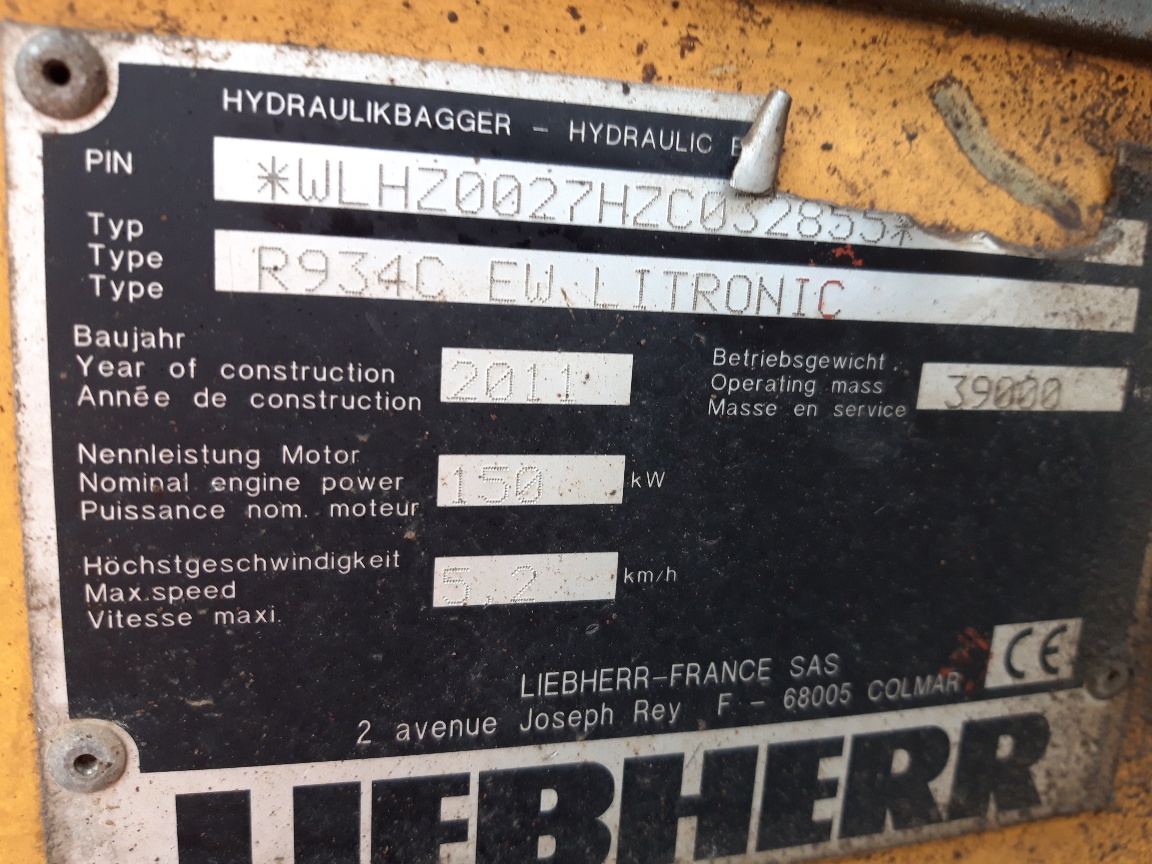 HYDRAULIKBAGGER – HYDRAULIC
PIN *WLHZ0027HZC032855*
Typ
Type R934C EW LITRONIC
Type
Baujahr
Year of construction 2011
Année de construction
Betriebsgewicht
Operating mass 39000
Masse en service
Nennleistung Motor
Nominal engine power 150 kW
Puissance nom. moteur
Höchstgeschwindigkeit
Max.speed 5,2 km/h
Vitesse maxi.
LIEBHERR–FRANCE SAS
2 avenue Joseph Rey F – 68005 COLMAR
CE
LIEBHERR